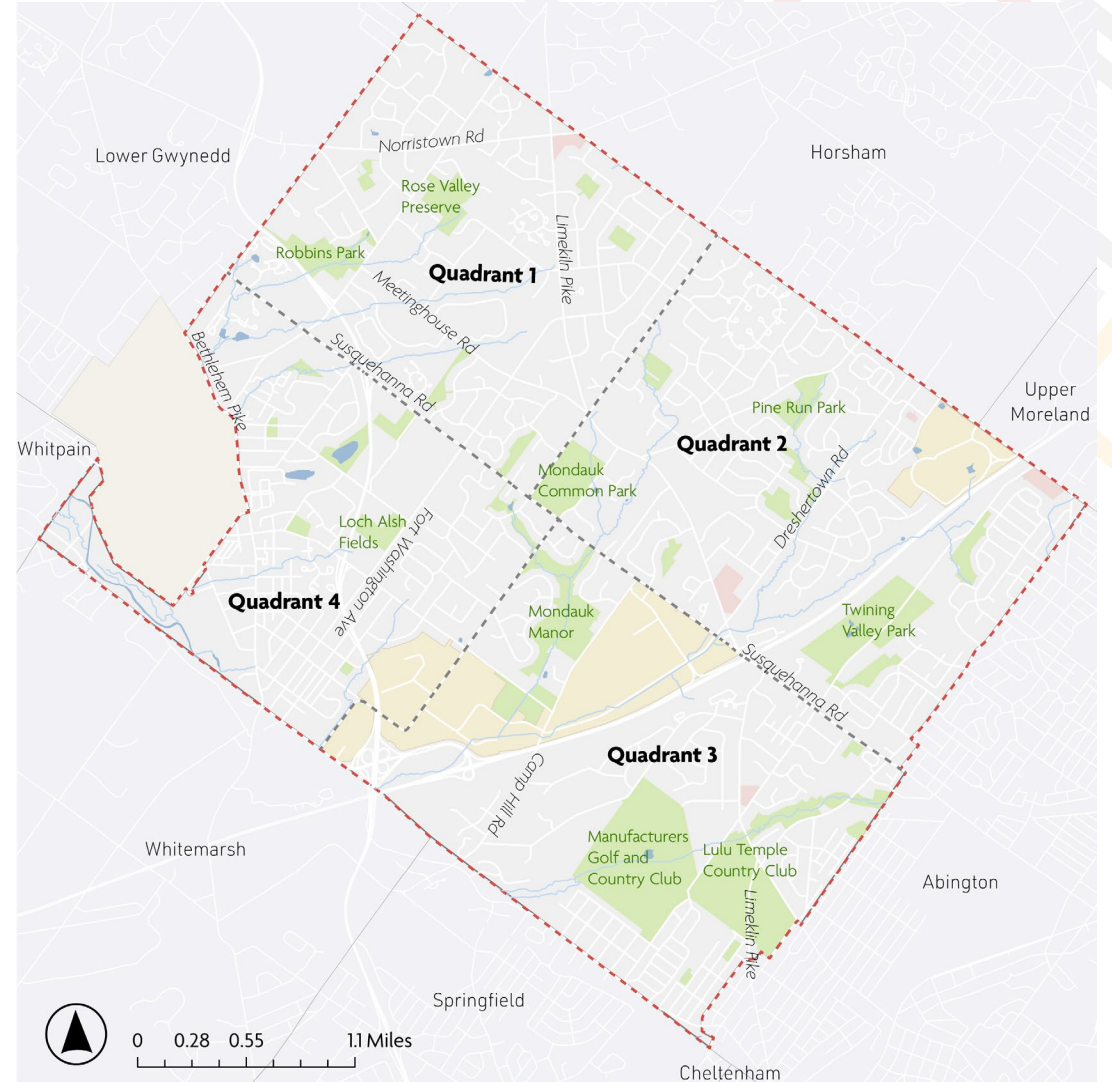 Norristown Rd
Lower Gwynedd
Horsham
Rose Valley
Preserve
Limekiln Pike
Robbins Park
Quadrant 1
Meetinghouse Rd
Susquehanna Rd
Bethlehem Pike
Upper
Moreland
Pine Run Park
Whitpain
Quadrant 2
Mondauk
Common Park
Dreshertown Rd
Loch Alsh
Fields
Fort Washington Ave
Quadrant 4
Mondauk
Manor
Twining
Valley Park
Susquehanna Rd
Quadrant 3
Camp Hill Rd
Whitemarsh
Manufacturers
Golf and
Country Club
Lulu Temple
Country Club
Abington
Limeklin Pike
Springfield
0 0.28 0.55 1.1 Miles
Cheltenham